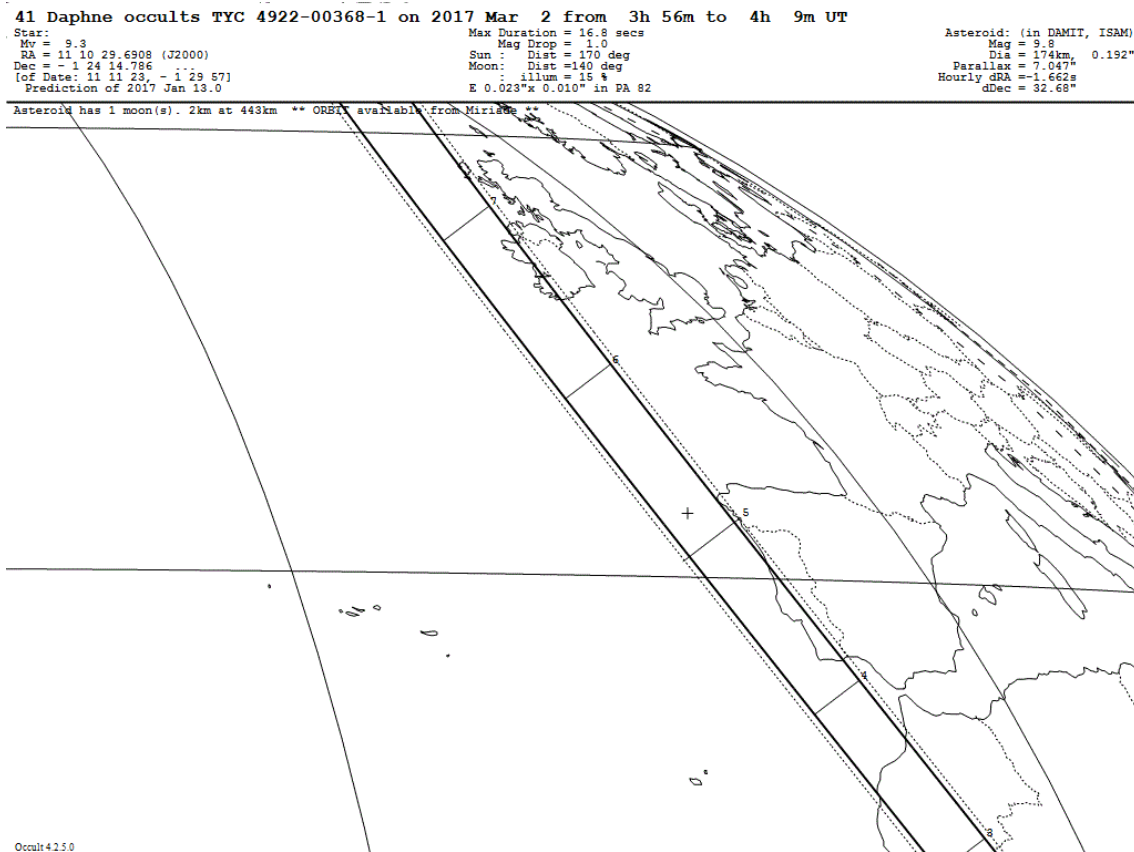 41 Daphne occults TYC 4922-00368-1 on 2017 Mar  2 from  3h 56m to  4h  9m UT
Star:
Mv =  9.3
RA = 11 10 29.6908 (J2000)
Dec = - 1 24 14.786   ...
[of Date: 11 11 23, - 1 29 57]
Prediction of 2017 Jan 13.0
Max Duration = 16.8 secs
Mag Drop =  1.0
Sun :   Dist = 170 deg
Moon:   Dist =140 deg
:  illum = 15 %
E 0.023"x 0.010" in PA 82
Asteroid: (in DAMIT, ISAM)
Mag = 9.8
Dia = 174km,  0.192"
Parallax = 7.047"
Hourly dRA =-1.662s
dDec = 32.68"
Asteroid has 1 moon(s). 2km at 443km  ** ORBIT available from Miriade **
7
6
5
4
3
Occult 4.2.5.0